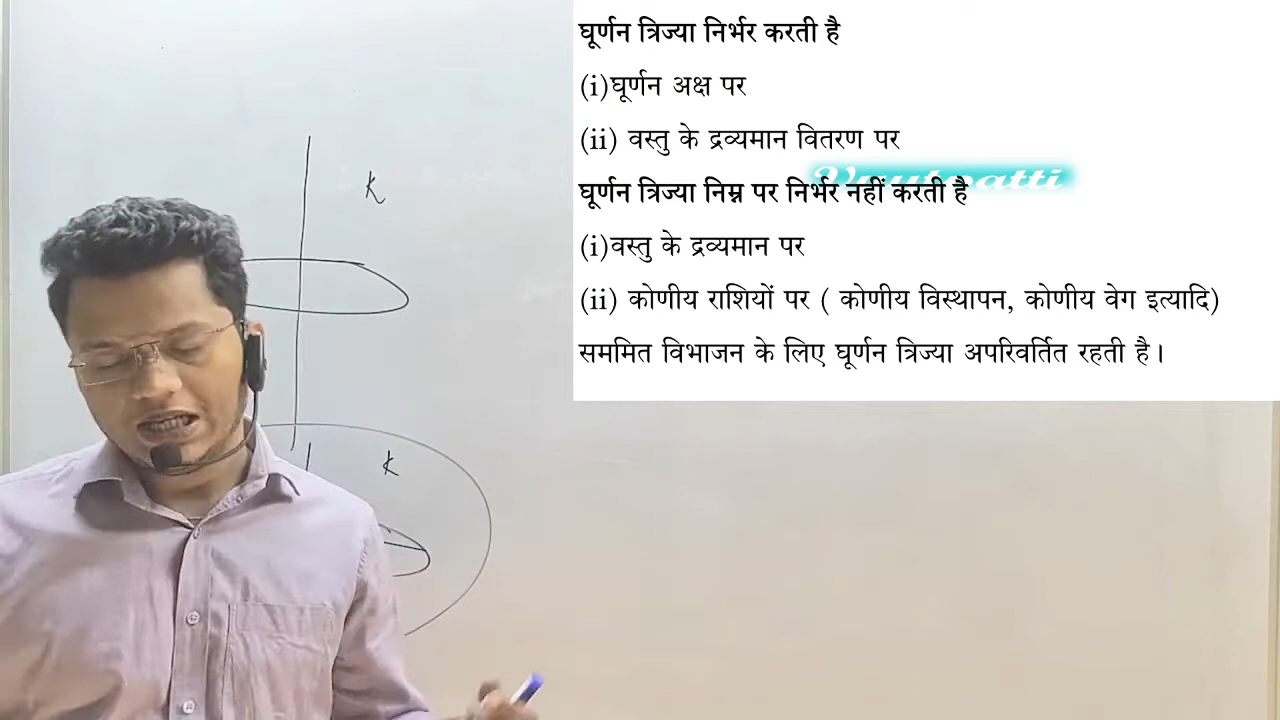 घूर्णन त्रिज्या निर्भर करती है
(i)घूर्णन अक्ष पर
(ii) वस्तु के द्रव्यमान वितरण पर
Vyutpatti
घूर्णन त्रिज्या निम्न पर निर्भर नहीं करती है
(i)वस्तु के द्रव्यमान पर
(ii) कोणीय राशियों पर ( कोणीय विस्थापन, कोणीय वेग इत्यादि)
सममित विभाजन के लिए घूर्णन त्रिज्या अपरिवर्तित रहती है।
K
K